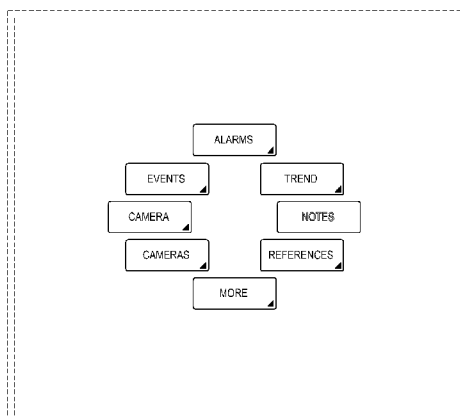 ALARMS
EVENTS
TREND
CAMERA
NOTES
CAMERAS
REFERENCES
MORE